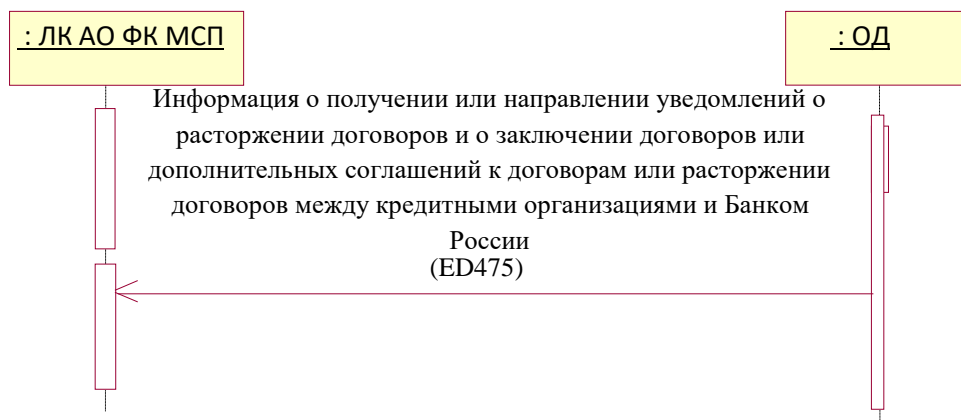 : ЛК АО ФК МСП
: ОД
Информация о получении или направлении уведомлений о
расторжении договоров и о заключении договоров или
дополнительных соглашений к договорам или расторжении
договоров между кредитными организациями и Банком
России
(ED475)